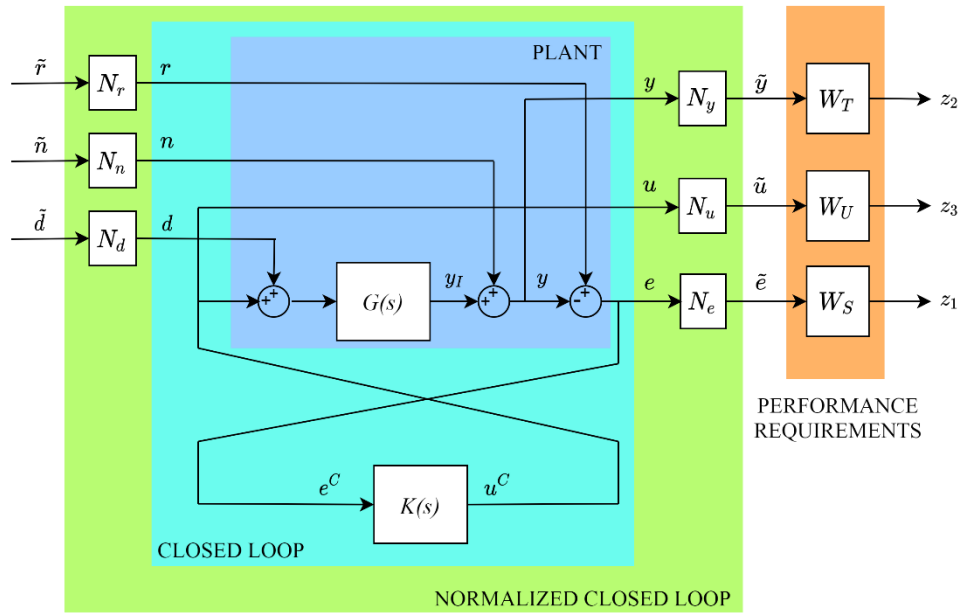 PLANT
r̃ N_r r y N_y ỹ W_T z_2
ñ N_n n u N_u ũ W_U z_3
d̃ N_d d
+ + G(s) y_I + + y - + e N_e ẽ W_S z_1
PERFORMANCE
REQUIREMENTS
e^C K(s) u^C
CLOSED LOOP
NORMALIZED CLOSED LOOP